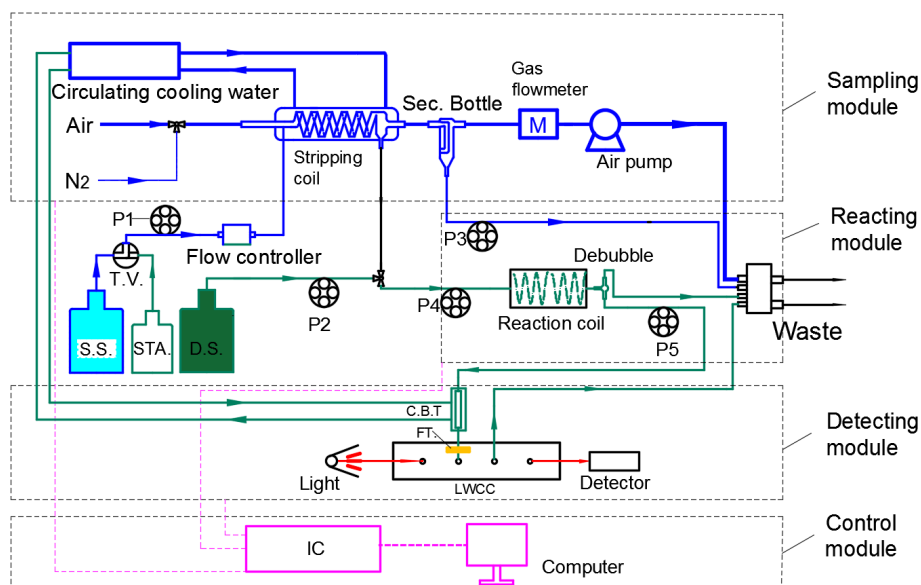 Circulating cooling water
Air
N2
Stripping
coil
Sec. Bottle
Gas
flowmeter
M
Air pump
Sampling
module
P1
T.V.
Flow controller
S.S.
STA.
D.S.
P2
P3
P4
Debubble
Reaction coil
P5
Waste
Reacting
module
C.B.T
FT.
Light
LWCC
Detector
Detecting
module
IC
Computer
Control
module